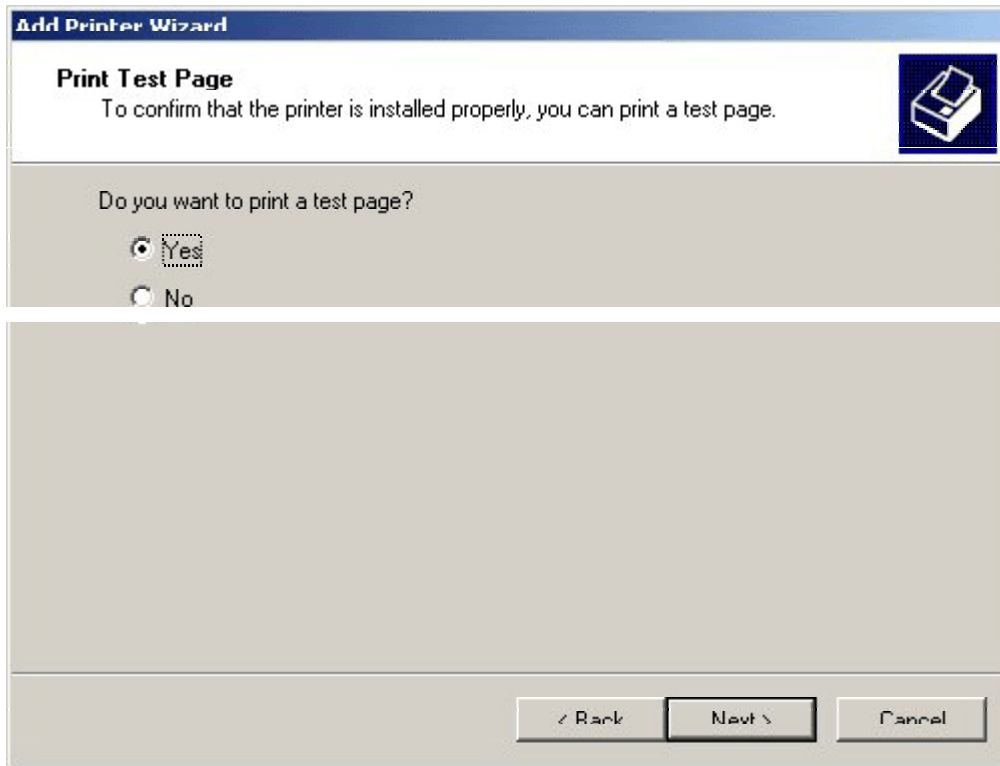 Add Printer Wizard
Print Test Page
To confirm that the printer is installed properly, you can print a test page.
Do you want to print a test page?
Yes
No
< Back Next > Cancel